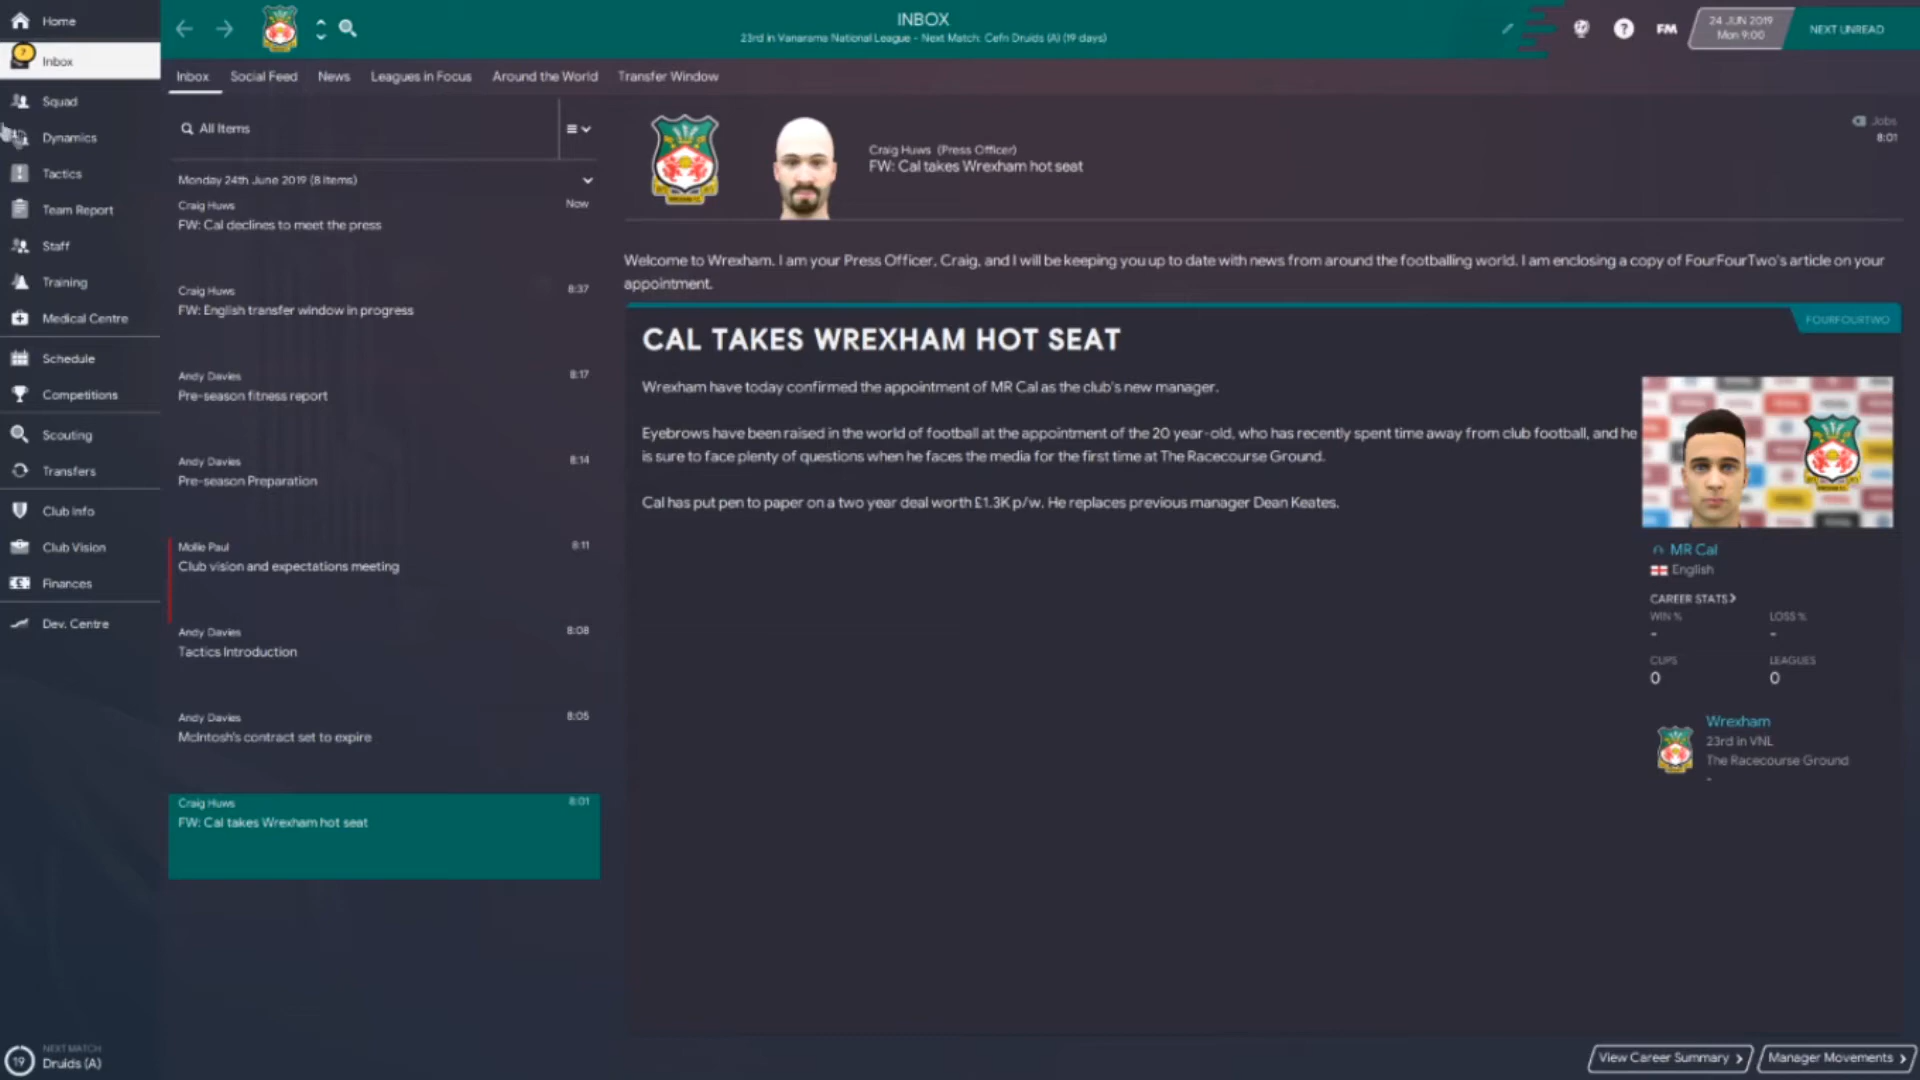 Home
Inbox
Squad
Dynamics
Tactics
Team Report
Staff
Training
Medical Centre
Schedule
Competitions
Scouting
Transfers
Club Info
Club Vision
Finances
Dev. Centre
19
NEXT MATCH
Druids (A)
INBOX
23rd in Vanarama National League - Next Match: Cefn Druids (A) (19 days)
?
FM
24 JUN 2019
Mon 9:00
NEXT UNREAD
Inbox
Social Feed
News
Leagues in Focus
Around the World
Transfer Window
All Items
Monday 24th June 2019 (8 Items)
Craig Huws
Now
FW: Cal declines to meet the press
Craig Huws
8:37
FW: English transfer window in progress
Andy Davies
8:17
Pre-season fitness report
Andy Davies
8:14
Pre-season Preparation
Mollie Paul
8:11
Club vision and expectations meeting
Andy Davies
8:08
Tactics Introduction
Andy Davies
8:05
McIntosh's contract set to expire
Craig Huws
8:01
FW: Cal takes Wrexham hot seat
Craig Huws (Press Officer)
FW: Cal takes Wrexham hot seat
Jobs
8:01
Welcome to Wrexham. I am your Press Officer, Craig, and I will be keeping you up to date with news from around the footballing world. I am enclosing a copy of FourFourTwo's article on your
appointment.
FOURFOURTWO
CAL TAKES WREXHAM HOT SEAT
Wrexham have today confirmed the appointment of MR Cal as the club's new manager.
Eyebrows have been raised in the world of football at the appointment of the 20 year-old, who has recently spent time away from club football, and he
is sure to face plenty of questions when he faces the media for the first time at The Racecourse Ground.
Cal has put pen to paper on a two year deal worth £1.3K p/w. He replaces previous manager Dean Keates.
MR Cal
English
CAREER STATS
WIN %
LOSS %
-
-
CUPS
LEAGUES
0
0
Wrexham
23rd in VNL
The Racecourse Ground
-
View Career Summary
Manager Movements